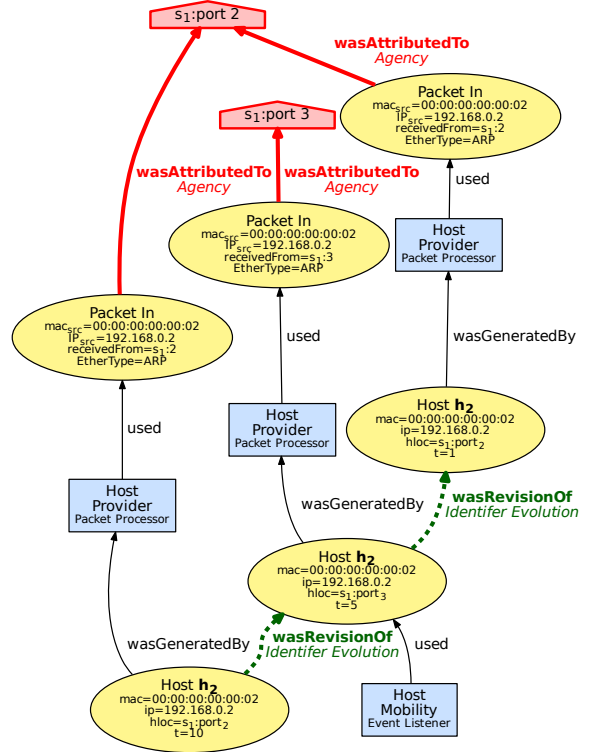 s1:port 2
wasAttributedTo
Agency
Packet In
macsrc=00:00:00:00:00:02
IPsrc=192.168.0.2
receivedFrom=s1:2
EtherType=ARP
s1:port 3
wasAttributedTo
Agency
wasAttributedTo
Agency
used
Packet In
macsrc=00:00:00:00:00:02
IPsrc=192.168.0.2
receivedFrom=s1:3
EtherType=ARP
Host
Provider
Packet Processor
Packet In
macsrc=00:00:00:00:00:02
IPsrc=192.168.0.2
receivedFrom=s1:2
EtherType=ARP
used
wasGeneratedBy
Host h2
mac=00:00:00:00:00:02
ip=192.168.0.2
hloc=s1:port2
t=1
used
Host
Provider
Packet Processor
Host
Provider
Packet Processor
wasGeneratedBy
wasRevisionOf
Identifer Evolution
Host h2
mac=00:00:00:00:00:02
ip=192.168.0.2
hloc=s1:port3
t=5
wasGeneratedBy
wasRevisionOf
Identifer Evolution
used
Host h2
mac=00:00:00:00:00:02
ip=192.168.0.2
hloc=s1:port2
t=10
Host
Mobility
Event Listener